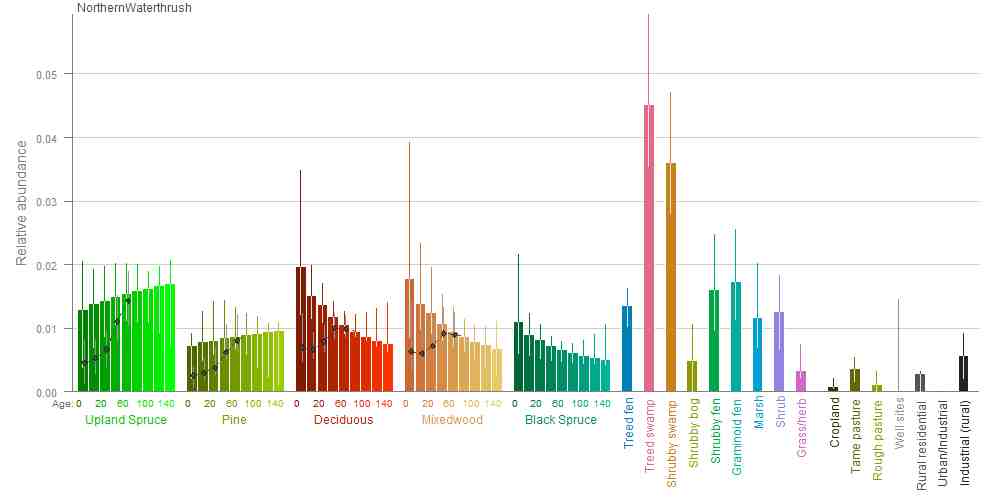 NorthernWaterthrush
Relative abundance
0.05
0.04
0.03
0.02
0.01
0.00
Age: 0 20 60 100 140 0 20 60 100 140 0 20 60 100 140 0 20 60 100 140 0 20 60 100 140
Upland Spruce Pine Deciduous Mixedwood Black Spruce
Treed fen
Treed swamp
Shrubby swamp
Shrubby bog
Shrubby fen
Graminoid fen
Marsh
Shrub
Grass/herb
Cropland
Tame pasture
Rough pasture
Well sites
Rural residential
Urban/Industrial
Industrial (rural)